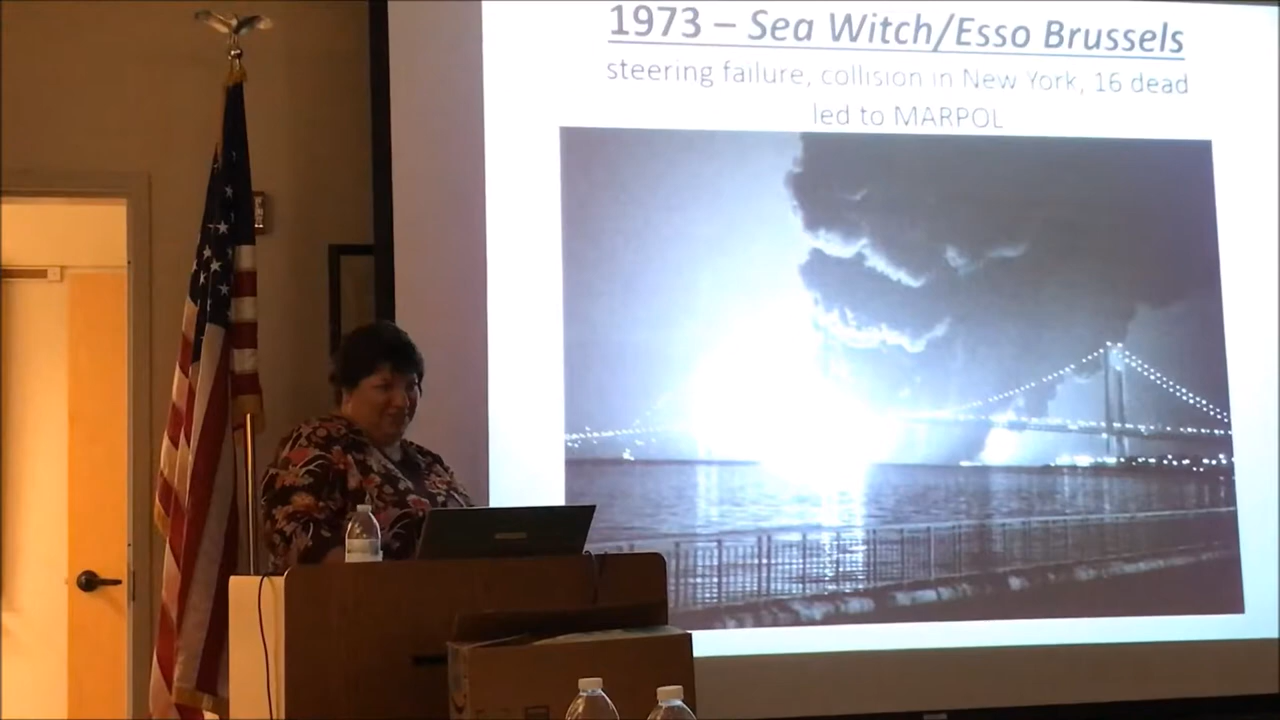 1973 – Sea Witch/Esso Brussels
steering failure, collision in New York, 16 dead
led to MARPOL